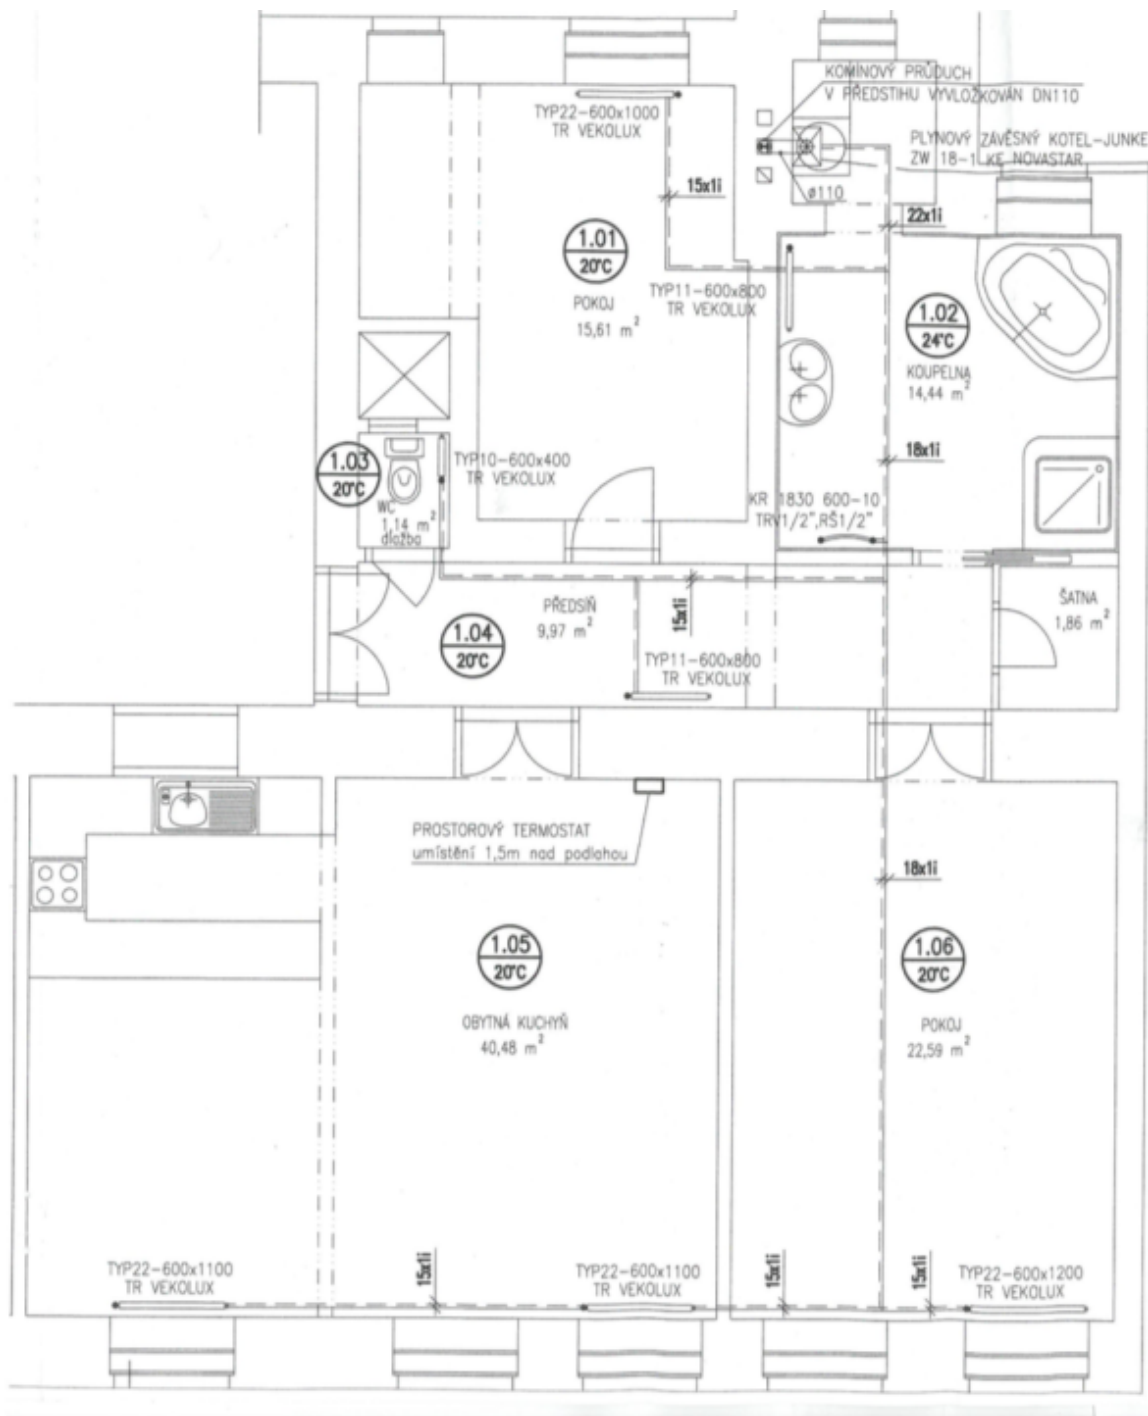 KOMÍNOVÝ PRŮDUCH
V PŘEDSTIHU VYVLOŽKOVÁN DN110
TYP22-600x1000
TR VEKOLUX
PLYNOVÝ ZÁVĚSNÝ KOTEL-JUNKE
ZW 18-1 KE NOVASTAR
ø110
15x1i
22x1i
1.01
20°C
POKOJ
15,61 m²
TYP11-600x800
TR VEKOLUX
1.02
24°C
KOUPELNA
14,44 m²
1.03
20°C
WC
1,14 m²
dlažba
TYP10-600x400
TR VEKOLUX
18x1i
KR 1830 600-10
TRV1/2",RŠ1/2"
PŘEDSÍŇ
9,97 m²
1.04
20°C
15x1i
ŠATNA
1,86 m²
TYP11-600x800
TR VEKOLUX
PROSTOROVÝ TERMOSTAT
umístění 1,5m nad podlahou
18x1i
1.05
20°C
OBYTNÁ KUCHYŇ
40,48 m²
1.06
20°C
POKOJ
22,59 m²
TYP22-600x1100
TR VEKOLUX
15x1i
TYP22-600x1100
TR VEKOLUX
15x1i
15x1i
TYP22-600x1200
TR VEKOLUX